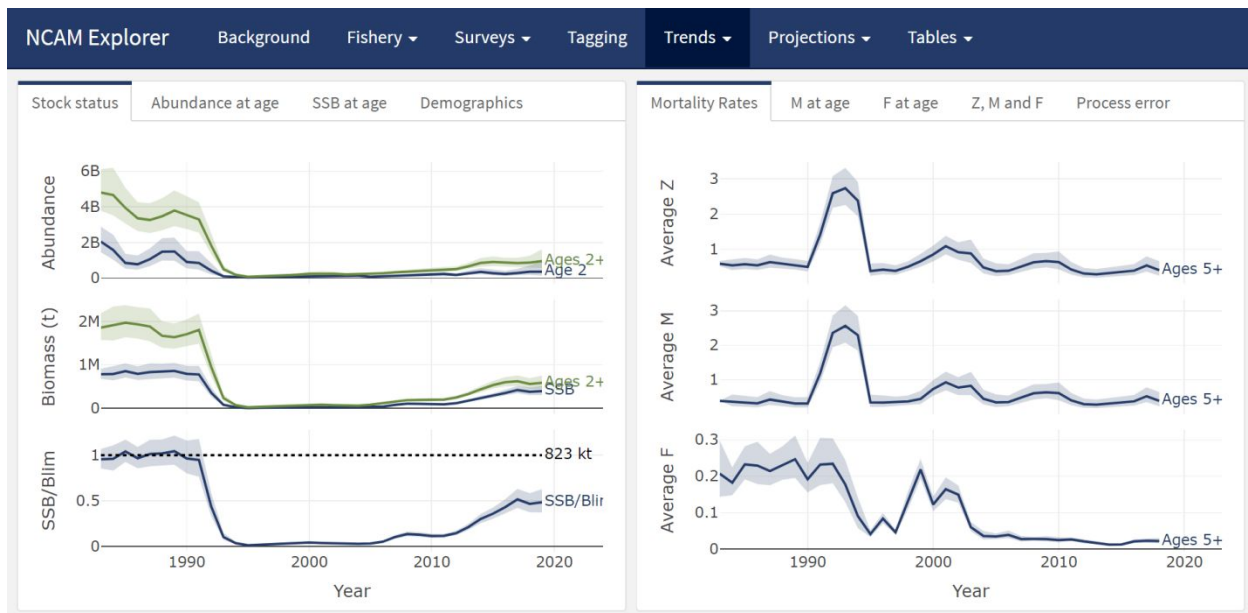 NCAM Explorer Background Fishery Surveys Tagging Trends Projections Tables
Stock status Abundance at age SSB at age Demographics
Abundance
6B
4B
2B
0
Ages 2+
Age 2
Biomass (t)
2M
1M
0
Ages 2+
SSB
SSB/Blim
1
0.5
0
823 kt
SSB/Blir
1990 2000 2010 2020
Year
Mortality Rates M at age F at age Z, M and F Process error
Average Z
3
2
1
Ages 5+
Average M
3
2
1
Ages 5+
Average F
0.3
0.2
0.1
0
Ages 5+
1990 2000 2010 2020
Year